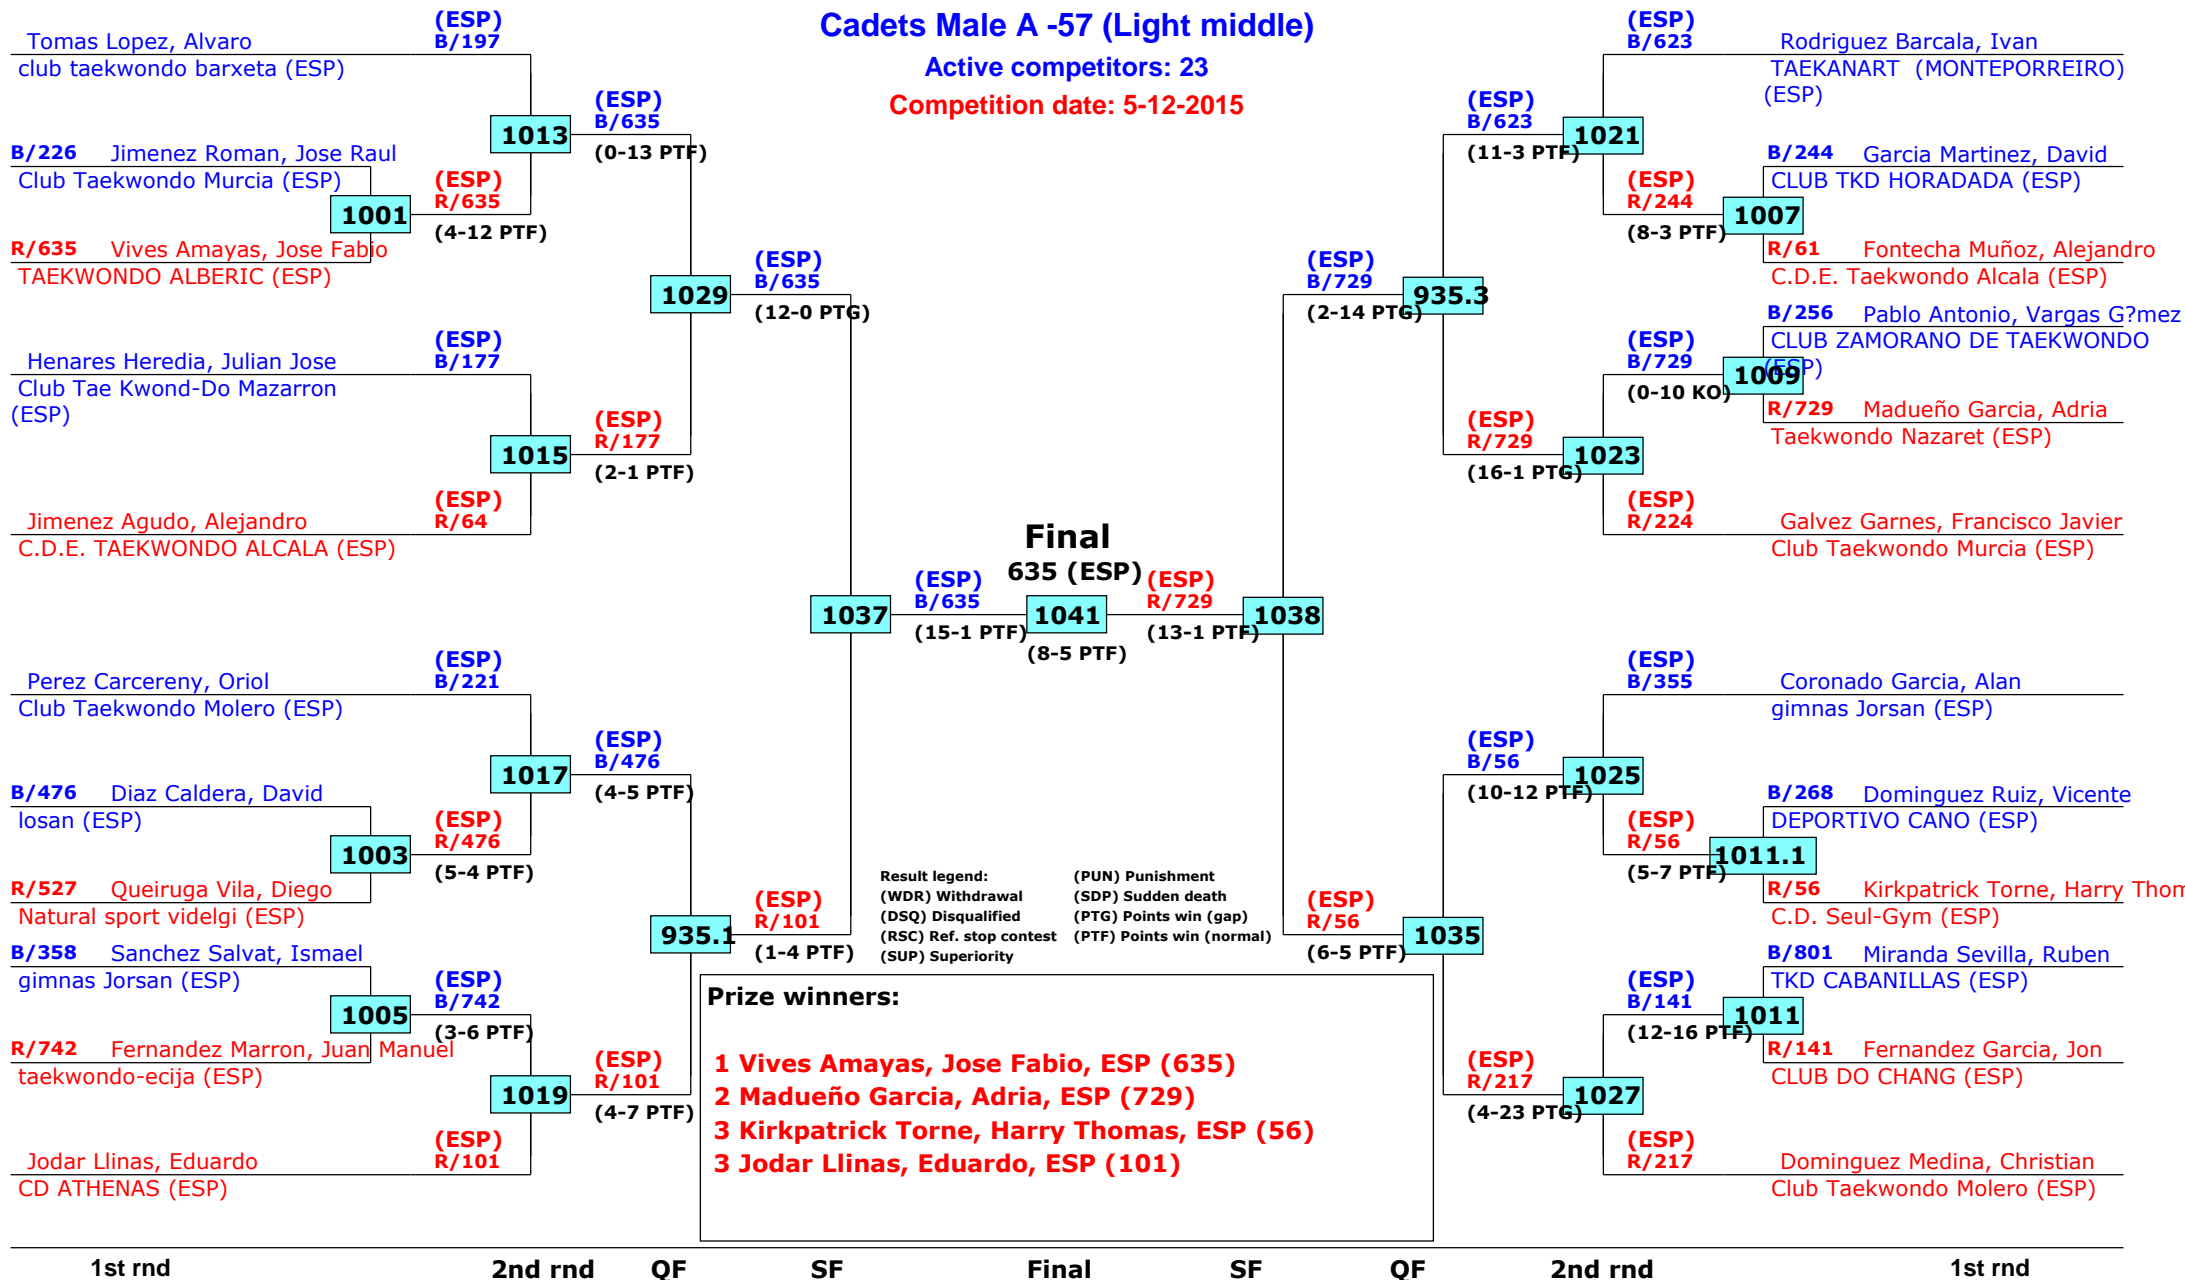 Cadets Male A -57 (Light middle)
Active competitors: 23
Competition date: 5-12-2015
Tomas Lopez, Alvaro
club taekwondo barxeta (ESP)
(ESP)
B/197
B/226 Jimenez Roman, Jose Raul
Club Taekwondo Murcia (ESP)
1001
R/635 Vives Amayas, Jose Fabio
TAEKWONDO ALBERIC (ESP)
(ESP)
R/635
(4-12 PTF)
1013
(ESP)
B/635
(0-13 PTF)
Henares Heredia, Julian Jose
Club Tae Kwond-Do Mazarron
(ESP)
(ESP)
B/177
1015
(ESP)
R/177
(2-1 PTF)
Jimenez Agudo, Alejandro
C.D.E. TAEKWONDO ALCALA (ESP)
(ESP)
R/64
1029
(ESP)
B/635
(12-0 PTG)
Perez Carcereny, Oriol
Club Taekwondo Molero (ESP)
(ESP)
B/221
B/476 Diaz Caldera, David
losan (ESP)
1003
R/527 Queiruga Vila, Diego
Natural sport videlgi (ESP)
(ESP)
R/476
(5-4 PTF)
1017
(ESP)
B/476
(4-5 PTF)
B/358 Sanchez Salvat, Ismael
gimnas Jorsan (ESP)
1005
R/742 Fernandez Marron, Juan Manuel
taekwondo-ecija (ESP)
(ESP)
B/742
(3-6 PTF)
1019
(ESP)
R/101
(4-7 PTF)
Jodar Llinas, Eduardo
CD ATHENAS (ESP)
(ESP)
R/101
935.1
(ESP)
R/101
(1-4 PTF)
1037
(ESP)
B/635
(15-1 PTF)
Final
635 (ESP)
1041
(8-5 PTF)
(ESP)
R/729
(13-1 PTF)
1038
(ESP)
B/729
(2-14 PTG)
935.3
(ESP)
B/623
(11-3 PTF)
1021
(ESP)
B/623
Rodriguez Barcala, Ivan
TAEKANART (MONTEPORREIRO)
(ESP)
(ESP)
R/244
(8-3 PTF)
1007
B/244 Garcia Martinez, David
CLUB TKD HORADADA (ESP)
R/61 Fontecha Muñoz, Alejandro
C.D.E. Taekwondo Alcala (ESP)
(ESP)
R/729
(16-1 PTG)
1023
(ESP)
B/729
(0-10 KO)
1009
B/256 Pablo Antonio, Vargas G?mez
CLUB ZAMORANO DE TAEKWONDO
(ESP)
R/729 Madueño Garcia, Adria
Taekwondo Nazaret (ESP)
(ESP)
R/224
Galvez Garnes, Francisco Javier
Club Taekwondo Murcia (ESP)
(ESP)
R/56
(6-5 PTF)
1035
(ESP)
B/56
(10-12 PTF)
1025
(ESP)
B/355
Coronado Garcia, Alan
gimnas Jorsan (ESP)
(ESP)
R/56
(5-7 PTF)
1011.1
B/268 Dominguez Ruiz, Vicente
DEPORTIVO CANO (ESP)
R/56 Kirkpatrick Torne, Harry Thom
C.D. Seul-Gym (ESP)
(ESP)
R/217
(4-23 PTG)
1027
(ESP)
B/141
(12-16 PTF)
1011
B/801 Miranda Sevilla, Ruben
TKD CABANILLAS (ESP)
R/141 Fernandez Garcia, Jon
CLUB DO CHANG (ESP)
(ESP)
R/217
Dominguez Medina, Christian
Club Taekwondo Molero (ESP)
Result legend:
(WDR) Withdrawal
(DSQ) Disqualified
(RSC) Ref. stop contest
(SUP) Superiority
(PUN) Punishment
(SDP) Sudden death
(PTG) Points win (gap)
(PTF) Points win (normal)
Prize winners:
1 Vives Amayas, Jose Fabio, ESP (635)
2 Madueño Garcia, Adria, ESP (729)
3 Kirkpatrick Torne, Harry Thomas, ESP (56)
3 Jodar Llinas, Eduardo, ESP (101)
1st rnd 2nd rnd QF SF Final SF QF 2nd rnd 1st rnd